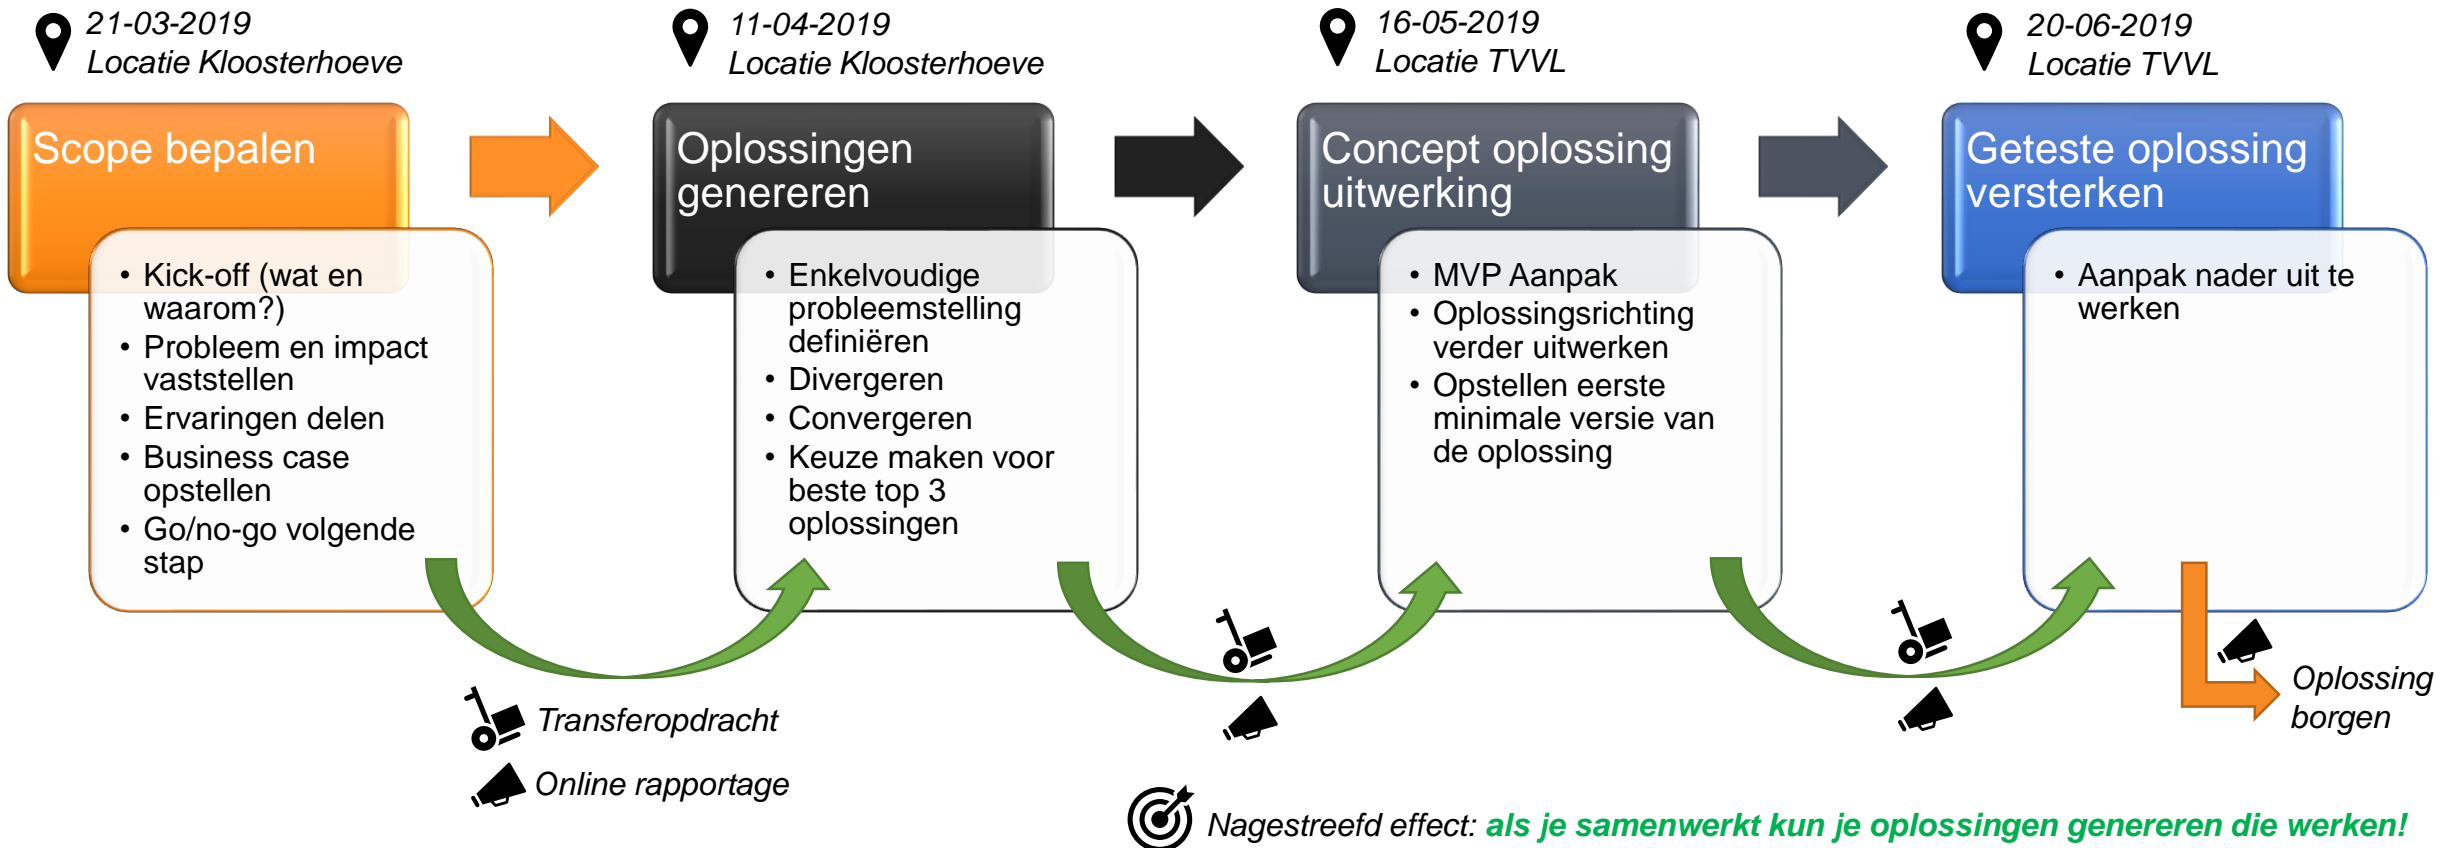 21-03-2019
Locatie Kloosterhoeve
Scope bepalen
• Kick-off (wat en
waarom?)
• Probleem en impact
vaststellen
• Ervaringen delen
• Business case
opstellen
• Go/no-go volgende
stap
11-04-2019
Locatie Kloosterhoeve
Oplossingen
genereren
• Enkelvoudige
probleemstelling
definiëren
• Divergeren
• Convergeren
• Keuze maken voor
beste top 3
oplossingen
16-05-2019
Locatie TVVL
Concept oplossing
uitwerking
• MVP Aanpak
• Oplossingsrichting
verder uitwerken
• Opstellen eerste
minimale versie van
de oplossing
20-06-2019
Locatie TVVL
Geteste oplossing
versterken
• Aanpak nader uit te
werken
Transferopdracht
Online rapportage
Oplossing
borgen
Nagestreefd effect: als je samenwerkt kun je oplossingen genereren die werken!